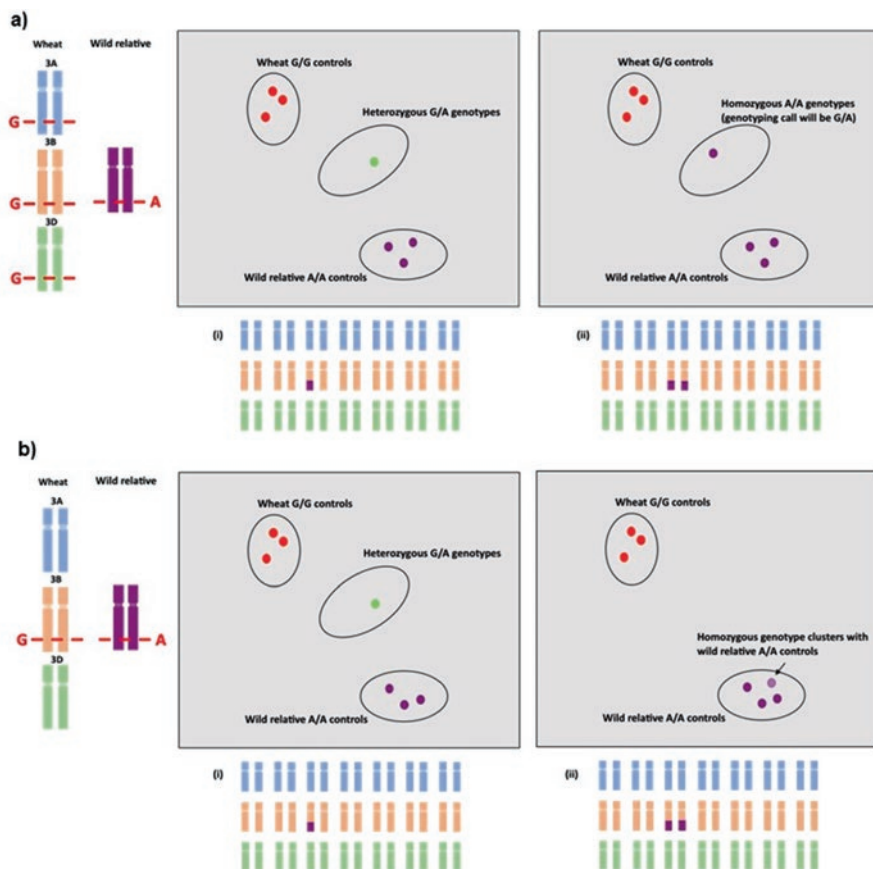 a)
Wheat
Wild relative
3A
G
3B
G
A
3D
G
Wheat G/G controls
Heterozygous G/A genotypes
Wild relative A/A controls
Wheat G/G controls
Homozygous A/A genotypes
(genotyping call will be G/A)
Wild relative A/A controls
(i)
(ii)
b)
Wheat
Wild relative
3A
3B
G
A
3D
Wheat G/G controls
Heterozygous G/A genotypes
Wild relative A/A controls
Wheat G/G controls
Homozygous genotype clusters with
wild relative A/A controls
Wild relative A/A controls
(i)
(ii)